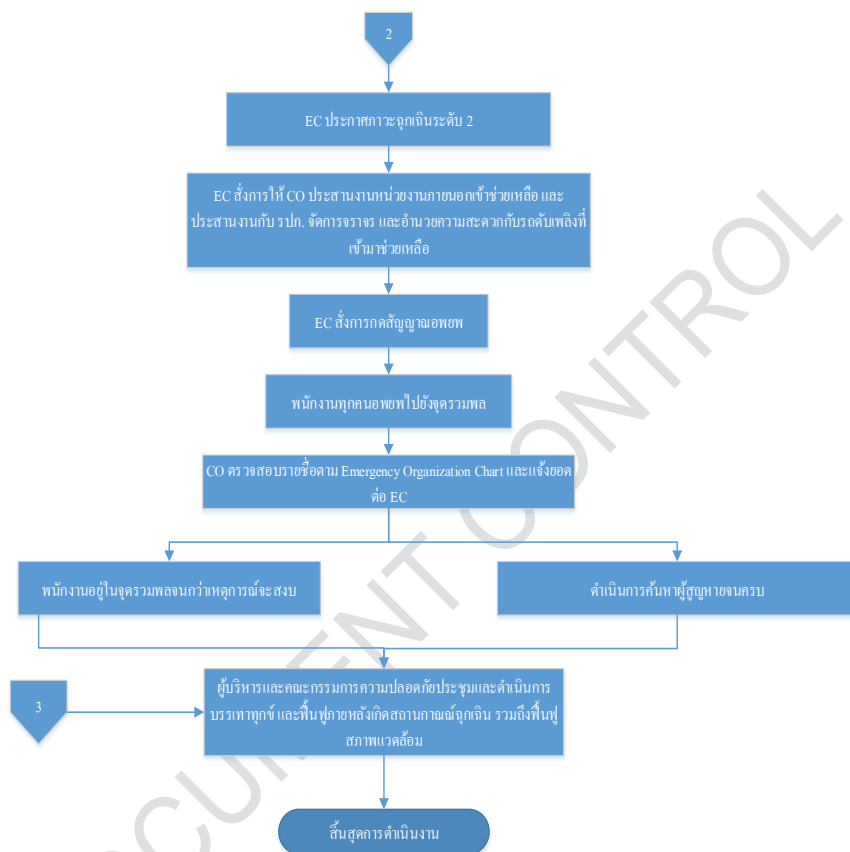 2
EC ประกาศภาวะฉุกเฉินระดับ 2
EC สั่งการให้ CO ประสานงานหน่วยงานภายนอกเข้าช่วยเหลือ และ
ประสานงานกับ รปภ. จัดการจราจร และอำนวยความสะดวกกับรถดับเพลิงที่
เข้ามาช่วยเหลือ
EC สั่งการกดสัญญาณอพยพ
พนักงานทุกคนอพยพไปยังจุดรวมพล
CO ตรวจสอบรายชื่อตาม Emergency Organization Chart และแจ้งยอด
ต่อ EC
พนักงานอยู่ในจุดรวมพลจนกว่าเหตุการณ์จะสงบ
ดำเนินการค้นหาผู้สูญหายจนครบ
3
ผู้บริหารและคณะกรรมการความปลอดภัยประชุมและดำเนินการ
บรรเทาทุกข์ และฟื้นฟูภายหลังเกิดสถานกาณณ์ฉุกเฉิน รวมถึงฟื้นฟู
สภาพแวดล้อม
สิ้นสุดการดำเนินงาน
OCUMENT CONTROL